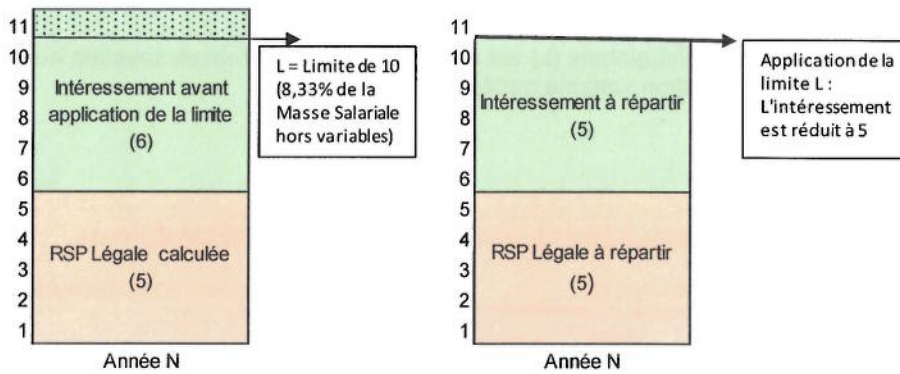 11
10
9
8
7
6
5
4
3
2
1
Intéressement avant
application de la limite
(6)
RSP Légale calculée
(5)
Année N
L = Limite de 10
(8,33% de la
Masse Salariale
hors variables)
11
10
9
8
7
6
5
4
3
2
1
Intéressement à répartir
(5)
RSP Légale à répartir
(5)
Année N
Application de la
limite L :
L'intéressement
est réduit à 5